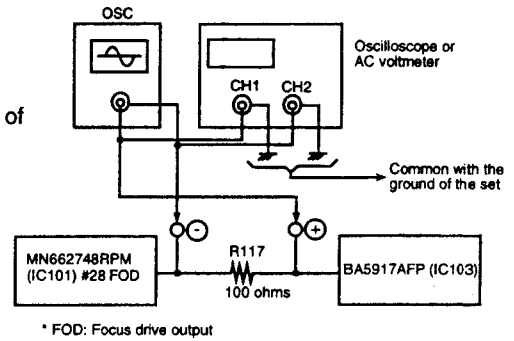 OSC
Oscilloscope or
AC voltmeter
CH1 CH2
of
Common with the
ground of the set
-
+
R117
MN662748RPM
(IC101) #28 FOD
100 ohms
BA5917AFP (IC103)
* FOD: Focus drive output